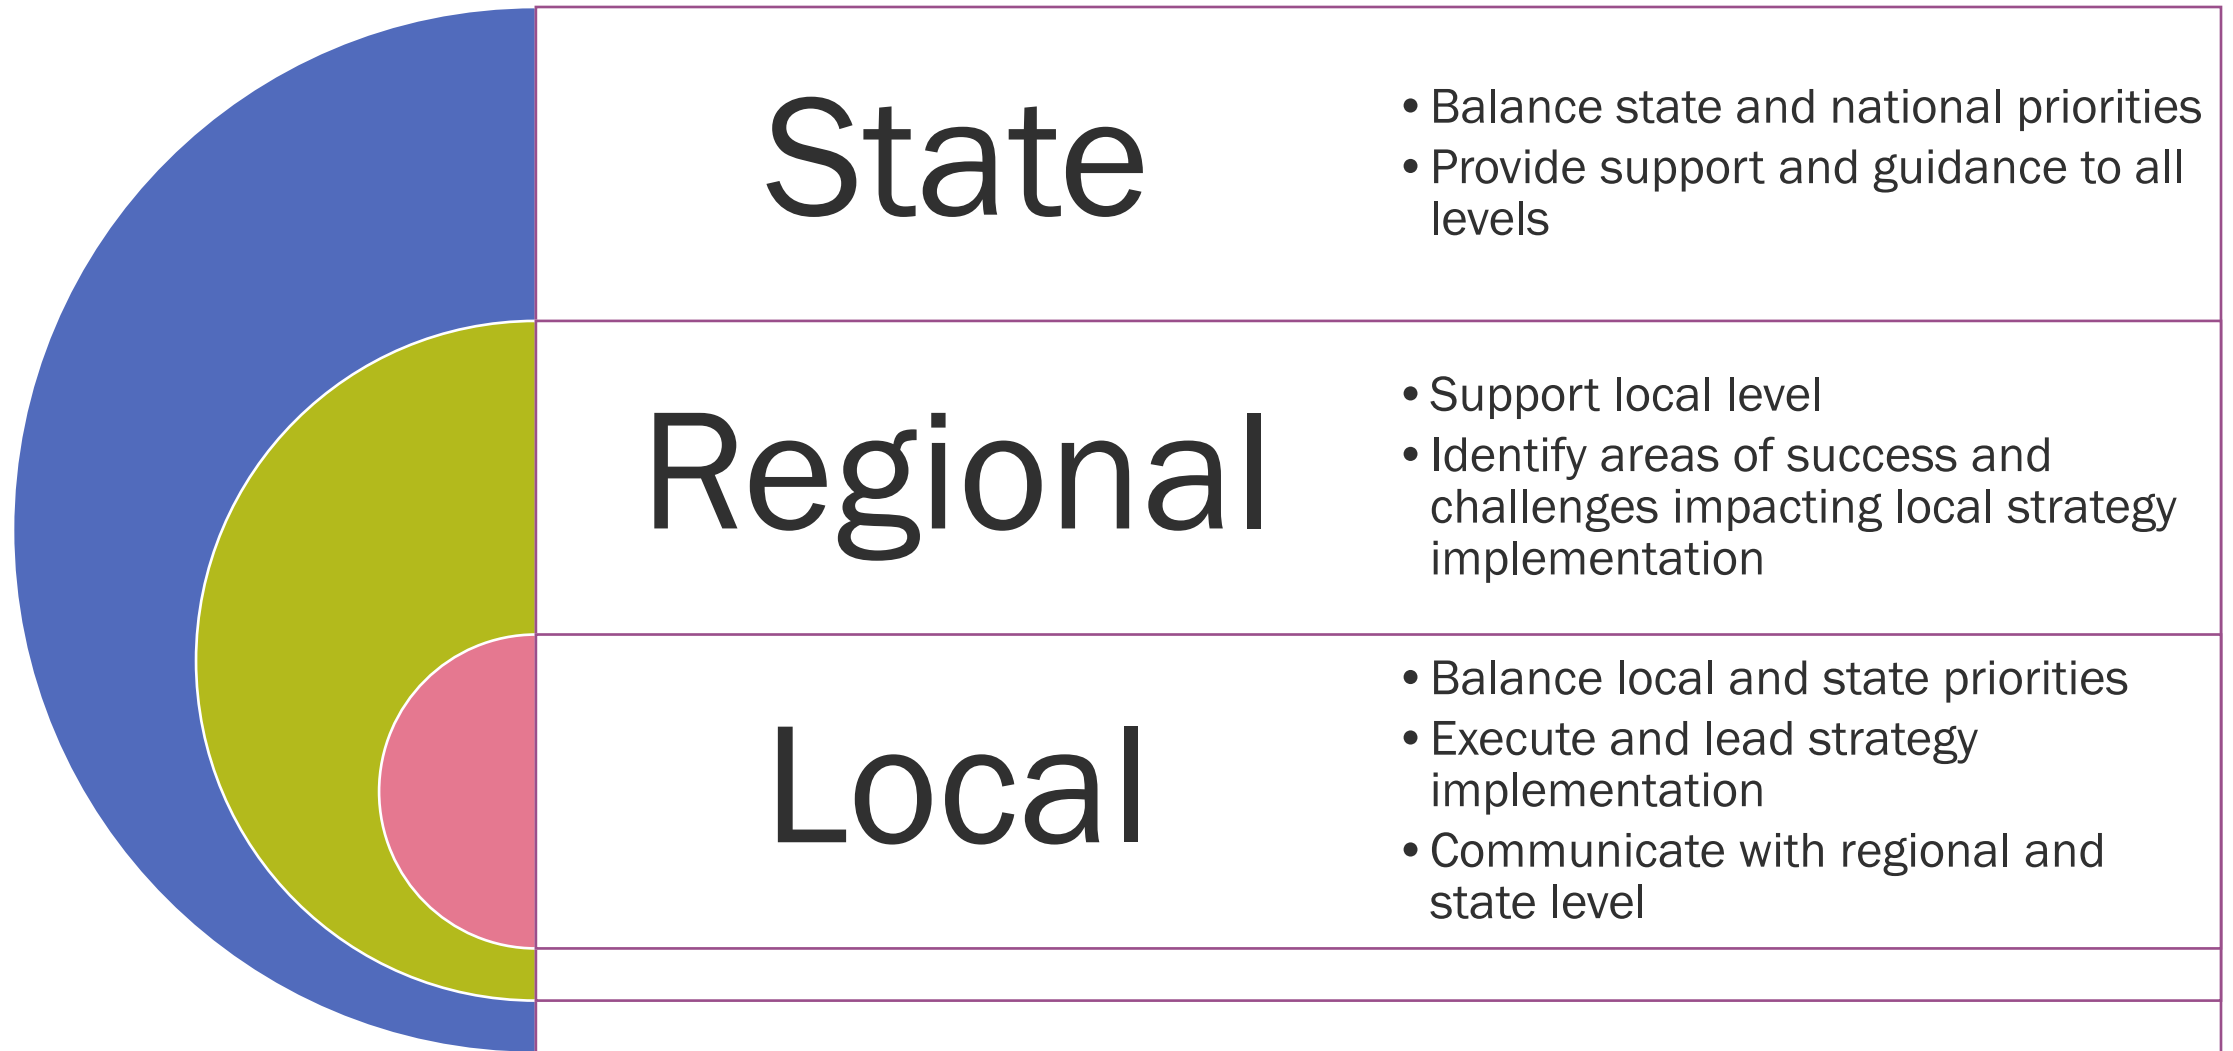 State
• Balance state and national priorities
• Provide support and guidance to all
levels
Regional
• Support local level
• Identify areas of success and
challenges impacting local strategy
implementation
Local
• Balance local and state priorities
• Execute and lead strategy
implementation
• Communicate with regional and
state level